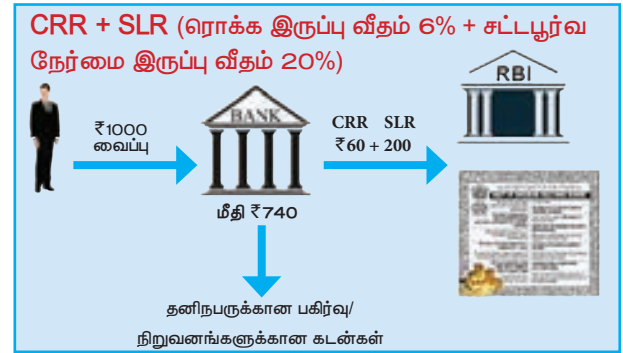 CRR + SLR (ரொக்க இருப்பு வீதம் 6% + சட்டபூர்வ
நேர்மை இருப்பு வீதம் 20%)
RBI
₹1000
வைப்பு
BANK
CRR SLR
₹60 + 200
மீதி ₹740
தனிநபருக்கான பகிர்வு/
நிறுவனங்களுக்கான கடன்கள்